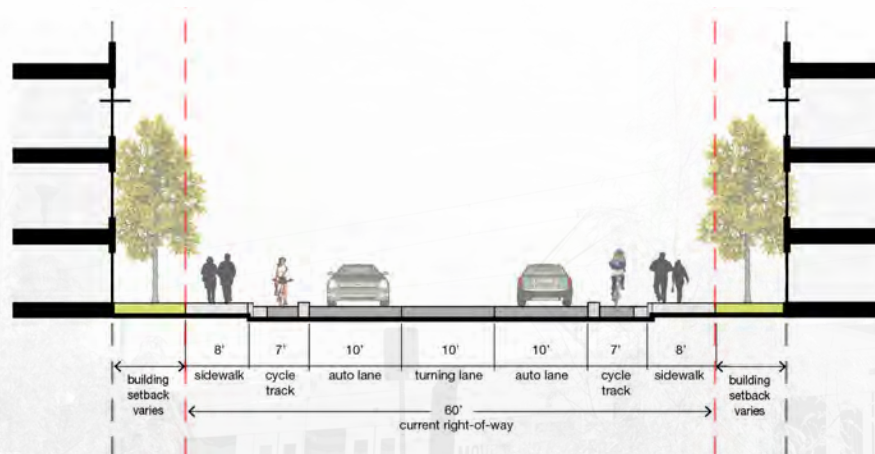 8' 7' 10' 10' 10' 7' 8'
sidewalk cycle auto lane turning lane auto lane cycle sidewalk
track track
building
setback
varies
building
setback
varies
60'
current right-of-way